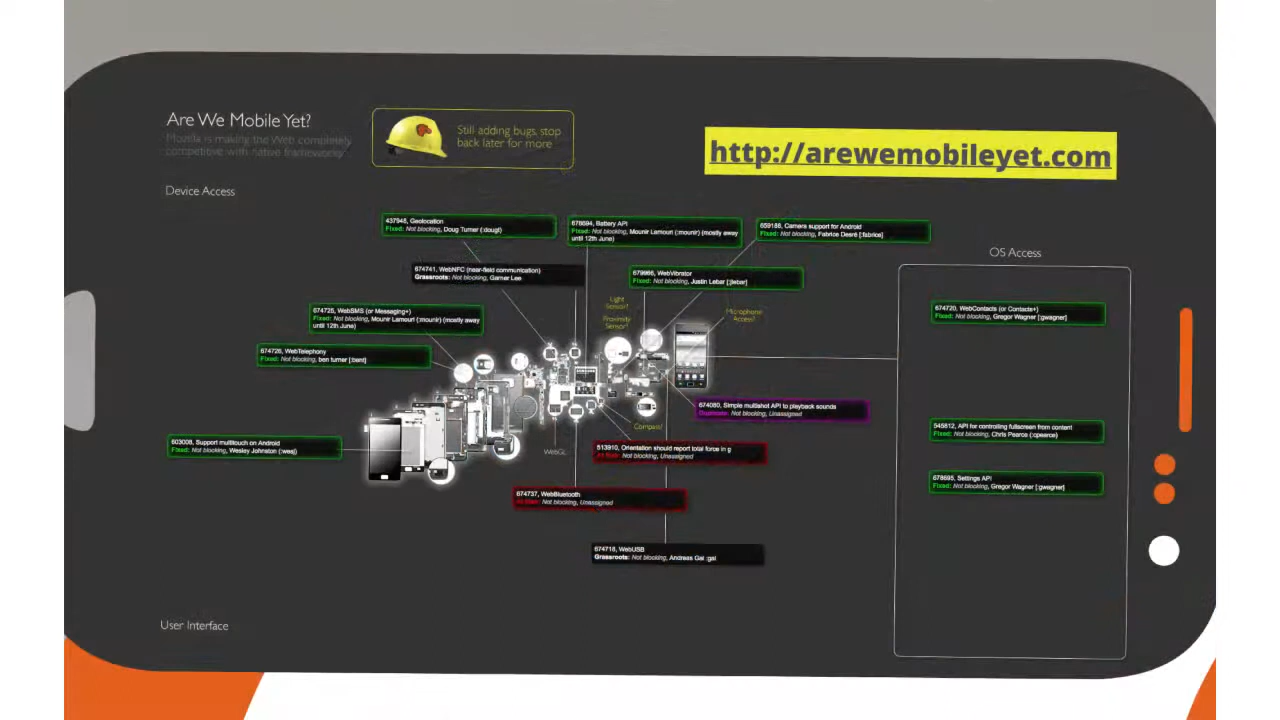 Are We Mobile Yet?
Mozilla is making the Web completely
competitive with native frameworks
Still adding bugs, stop
back later for more
http://arewemobileyet.com
Device Access
437948, Geolocation
Fixed: Not blocking, Doug Turner (:dougt)
678694, Battery API
Fixed: Not blocking, Mounir Lamouri (:mounir) (mostly away
until 12th June)
659188, Camera support for Android
Fixed: Not blocking, Fabrice Desré [:fabrice]
OS Access
674741, WebNFC (near-field communication)
Grassroots: Not blocking, Garner Lee
679966, WebVibrator
Fixed: Not blocking, Justin Lebar [:jlebar]
Light
Sensor?
Proximite
Sensor?
Microphone
Access?
674725, WebSMS (or Messaging+)
Fixed: Not blocking, Mounir Lamouri (:mounir) (mostly away
until 12th June)
674720, WebContacts (or Contacts+)
Fixed: Not blocking, Gregor Wagner [:gwagner]
674726, WebTelephony
Fixed: Not blocking, ben turner [:bent]
674080, Simple multishot API to playback sounds
Duplicate: Not blocking, Unassigned
Compass?
545812, API for controlling fullscreen from content
Fixed: Not blocking, Chris Pearce (:cpearce)
603008, Support multitouch on Android
Fixed: Not blocking, Wesley Johnston (:wesj)
WebGL
513910, Orientation should report total force in g
At Risk: Not blocking, Unassigned
678695, Settings API
Fixed: Not blocking, Gregor Wagner [:gwagner]
674737, WebBluetooth
At Risk: Not blocking, Unassigned
674718, WebUSB
Grassroots: Not blocking, Andreas Gal :gal
User Interface